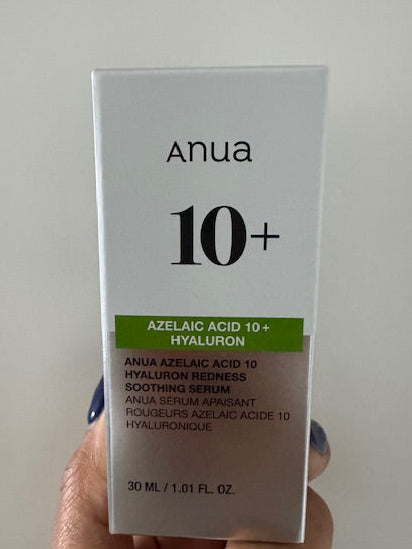 Anua
10+
AZELAIC ACID 10+
HYALURON
ANUA AZELAIC ACID 10
HYALURON REDNESS
SOOTHING SERUM
ANUA SÉRUM APAISANT
ROUGEURS AZELAIC ACIDE 10
HYALURONIQUE
30 ML / 1.01 FL. OZ.